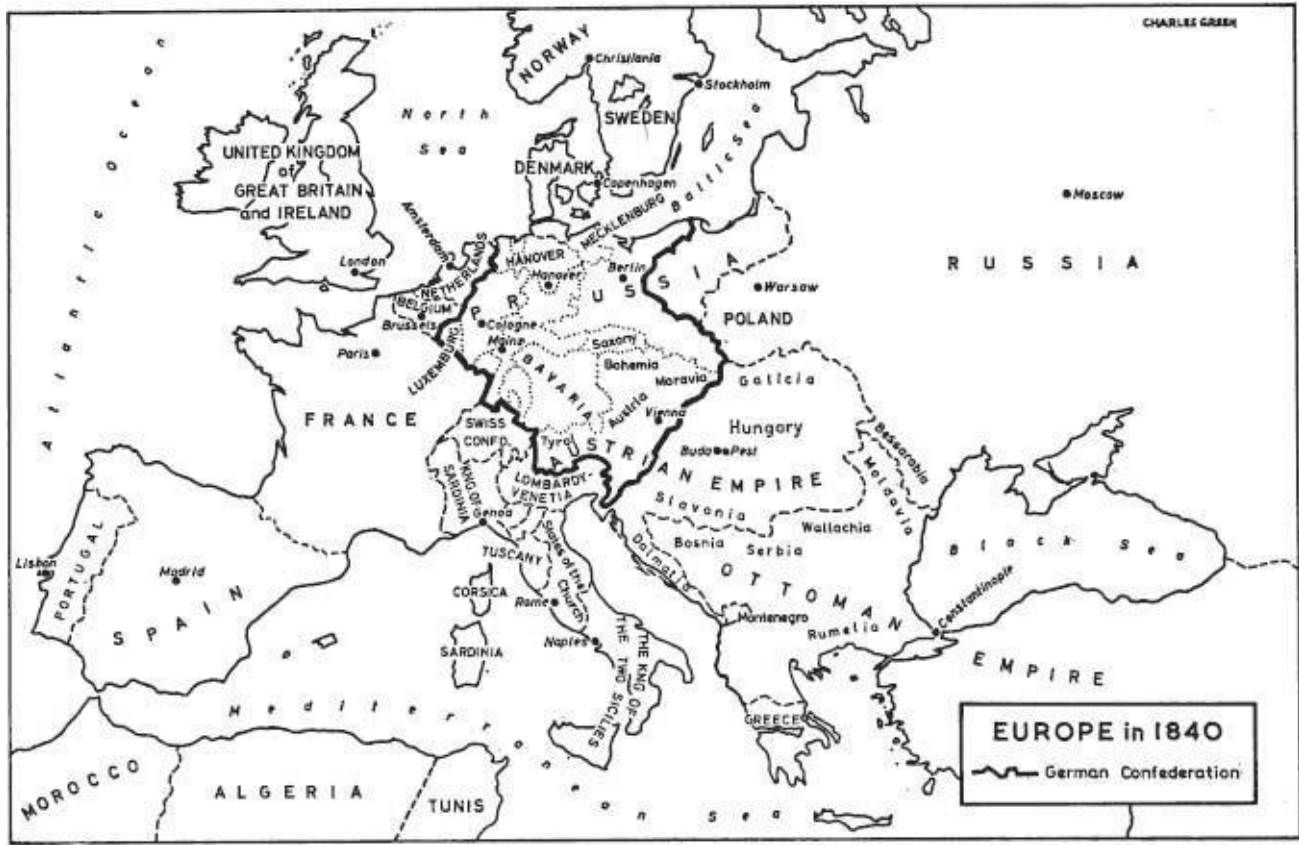 CHARLES GREEN
Atlantic Ocean
North
Sea
NORWAY
Christiania
Stockholm
SWEDEN
Baltic Sea
DENMARK
Copenhagen
MECKLENBURG
UNITED KINGDOM
of
GREAT BRITAIN
and IRELAND
London
Amsterdam
NETHERLANDS
BELGIUM
Brussels
HANOVER
Hanover
Berlin
PRUSSIA
Moscow
RUSSIA
Warsaw
POLAND
Cologne
Mainz
LUXEMBURG
Paris
FRANCE
Saxony
Bohemia
Moravia
BAVARIA
Austria
Vienna
Galicia
Hungary
Buda
Pest
Bessarabia
Moldavia
SWISS
CONFD.
Tyrol
AUSTRIAN EMPIRE
LOMBARDY-
VENETIA
KNG OF
SARDINIA
Genoa
Slavonia
Wallachia
Bosnia
Serbia
Dalmatia
Black Sea
TUSCANY
States of the
Church
OTTOMAN
EMPIRE
Constantinople
Montenegro
Rumelia
Lisbon
PORTUGAL
Madrid
SPAIN
CORSICA
Rome
Naples
SARDINIA
THE KNG OF
THE TWO SICILIES
GREECE
Mediterranean Sea
MOROCCO
ALGERIA
TUNIS
EUROPE in 1840
German Confederation